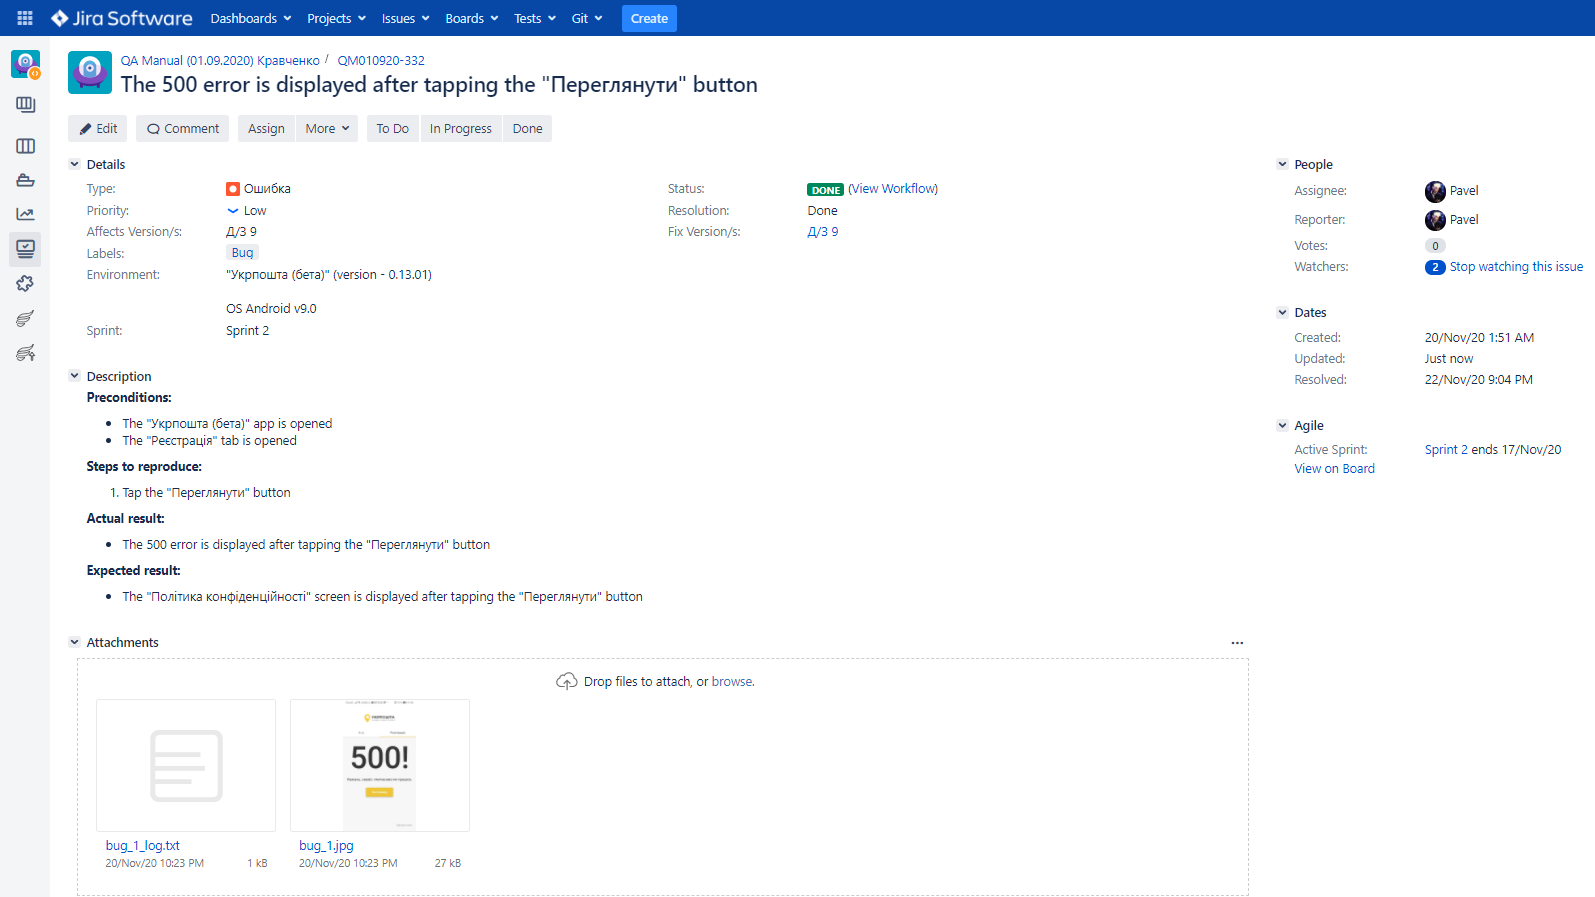 Jira Software Dashboards Projects Issues Boards Tests Git Create
QA Manual (01.09.2020) Кравченко / QM010920-332
The 500 error is displayed after tapping the "Переглянути" button
Edit Comment Assign More To Do In Progress Done
Details
Type: Ошибка
Priority: Low
Affects Version/s: Д/З 9
Labels: Bug
Environment: "Укрпошта (бета)" (version - 0.13.01)
OS Android v9.0
Sprint: Sprint 2
Status: DONE (View Workflow)
Resolution: Done
Fix Version/s: Д/З 9
Description
Preconditions:
• The "Укрпошта (бета)" app is opened
• The "Реєстрація" tab is opened
Steps to reproduce:
1. Tap the "Переглянути" button
Actual result:
• The 500 error is displayed after tapping the "Переглянути" button
Expected result:
• The "Політика конфіденційності" screen is displayed after tapping the "Переглянути" button
Attachments
Drop files to attach, or browse.
УКРПОШТА
500!
bug_1_log.txt
20/Nov/20 10:23 PM 1 kB
bug_1.jpg
20/Nov/20 10:23 PM 27 kB
People
Assignee: Pavel
Reporter: Pavel
Votes: 0
Watchers: 2 Stop watching this issue
Dates
Created: 20/Nov/20 1:51 AM
Updated: Just now
Resolved: 22/Nov/20 9:04 PM
Agile
Active Sprint: Sprint 2 ends 17/Nov/20
View on Board